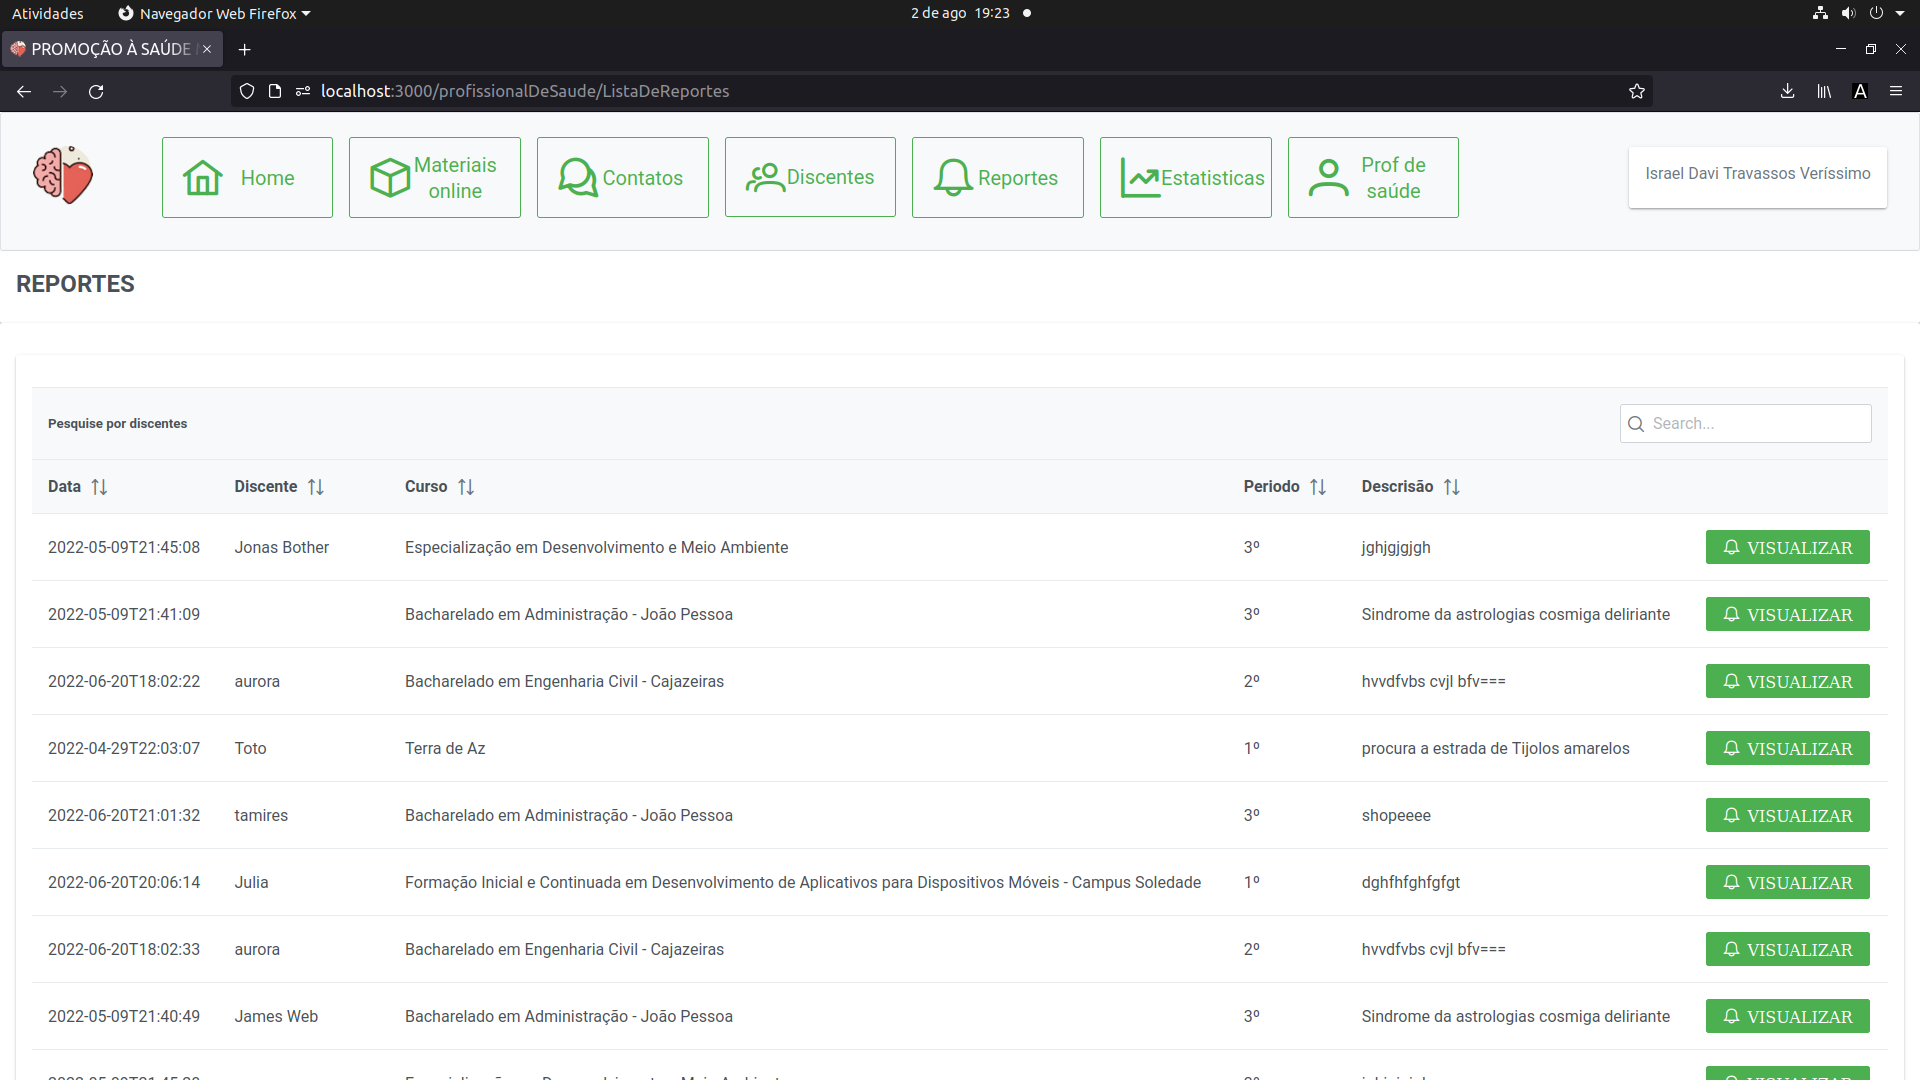 Atividades Navegador Web Firefox 2 de ago 19:23
PROMOÇÃO À SAÚDE
localhost:3000/profissionalDeSaude/ListaDeReportes
Home
Materiais online
Contatos
Discentes
Reportes
Estatisticas
Prof de saúde
Israel Davi Travassos Veríssimo
REPORTES
Pesquise por discentes Search...
Data Discente Curso Periodo Descrisão
2022-05-09T21:45:08 Jonas Bother Especialização em Desenvolvimento e Meio Ambiente 3º jghjgjgjgh VISUALIZAR
2022-05-09T21:41:09 Bacharelado em Administração - João Pessoa 3º Sindrome da astrologias cosmiga deliriante VISUALIZAR
2022-06-20T18:02:22 aurora Bacharelado em Engenharia Civil - Cajazeiras 2º hvvdfvbs cvjl bfv=== VISUALIZAR
2022-04-29T22:03:07 Toto Terra de Az 1º procura a estrada de Tijolos amarelos VISUALIZAR
2022-06-20T21:01:32 tamires Bacharelado em Administração - João Pessoa 3º shopeeee VISUALIZAR
2022-06-20T20:06:14 Julia Formação Inicial e Continuada em Desenvolvimento de Aplicativos para Dispositivos Móveis - Campus Soledade 1º dghfhfghfgfgt VISUALIZAR
2022-06-20T18:02:33 aurora Bacharelado em Engenharia Civil - Cajazeiras 2º hvvdfvbs cvjl bfv=== VISUALIZAR
2022-05-09T21:40:49 James Web Bacharelado em Administração - João Pessoa 3º Sindrome da astrologias cosmiga deliriante VISUALIZAR